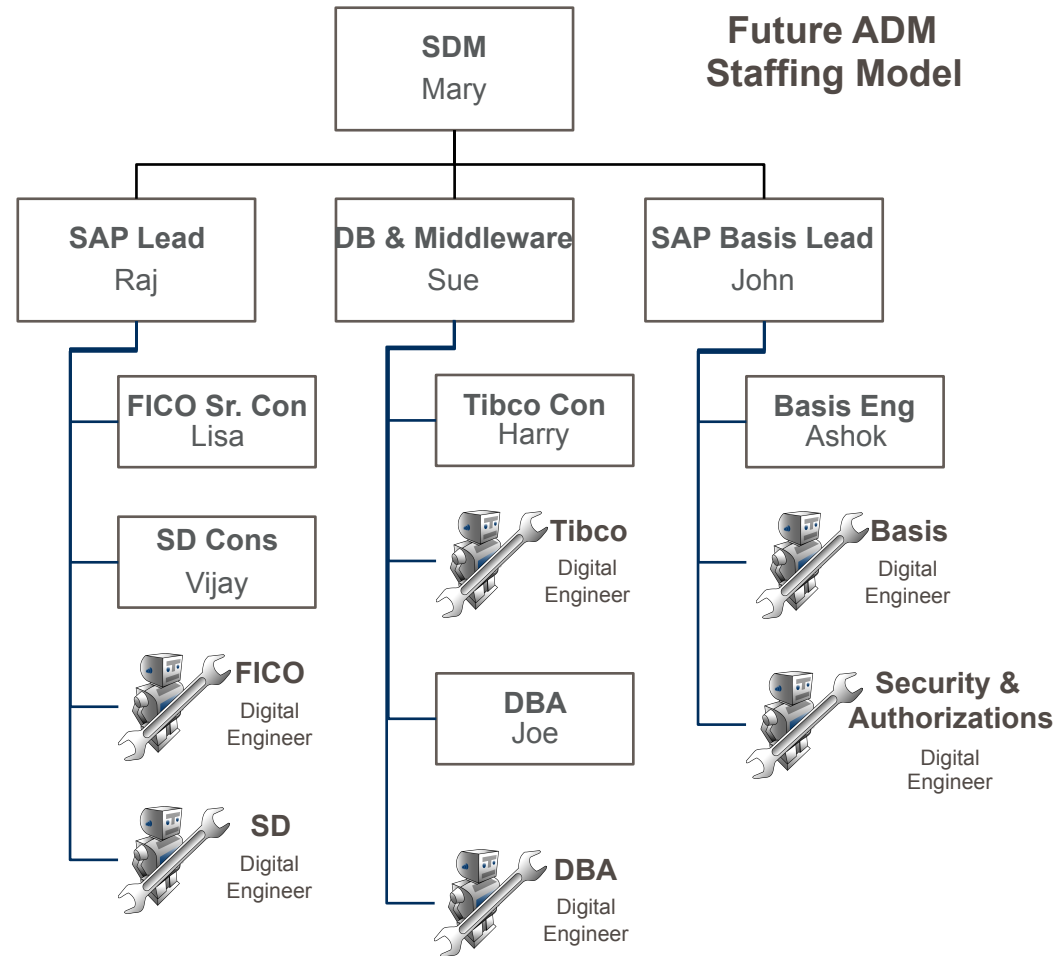 Future ADM
Staffing Model
SDM
Mary
SAP Lead
Raj
DB & Middleware
Sue
SAP Basis Lead
John
FICO Sr. Con
Lisa
SD Cons
Vijay
FICO
Digital
Engineer
SD
Digital
Engineer
Tibco Con
Harry
Tibco
Digital
Engineer
DBA
Joe
DBA
Digital
Engineer
Basis Eng
Ashok
Basis
Digital
Engineer
Security &
Authorizations
Digital
Engineer